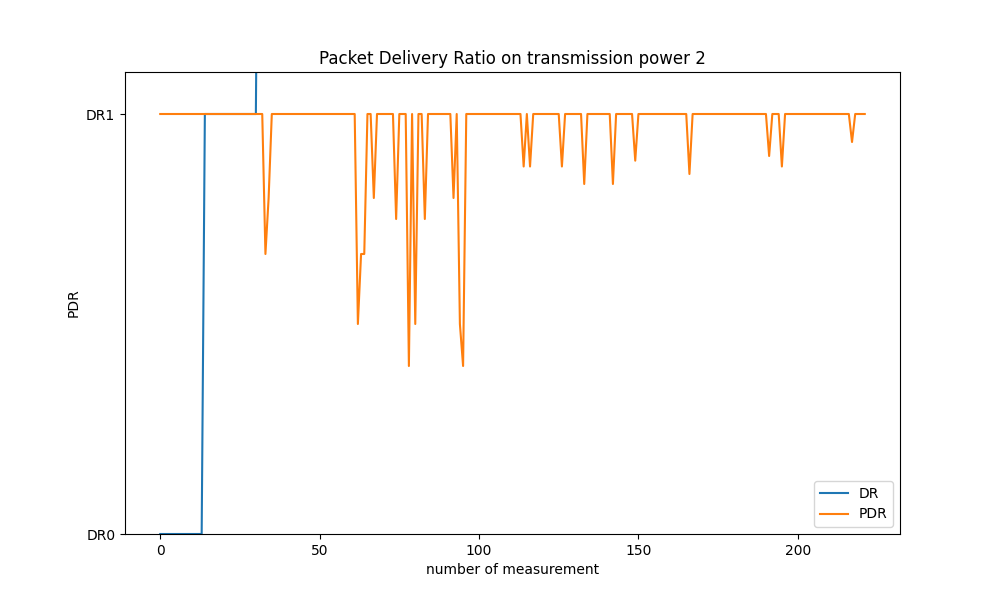 Packet Delivery Ratio on transmission power 2
DR1
PDR
DR0
0
50
100
150
200
number of measurement
DR
PDR